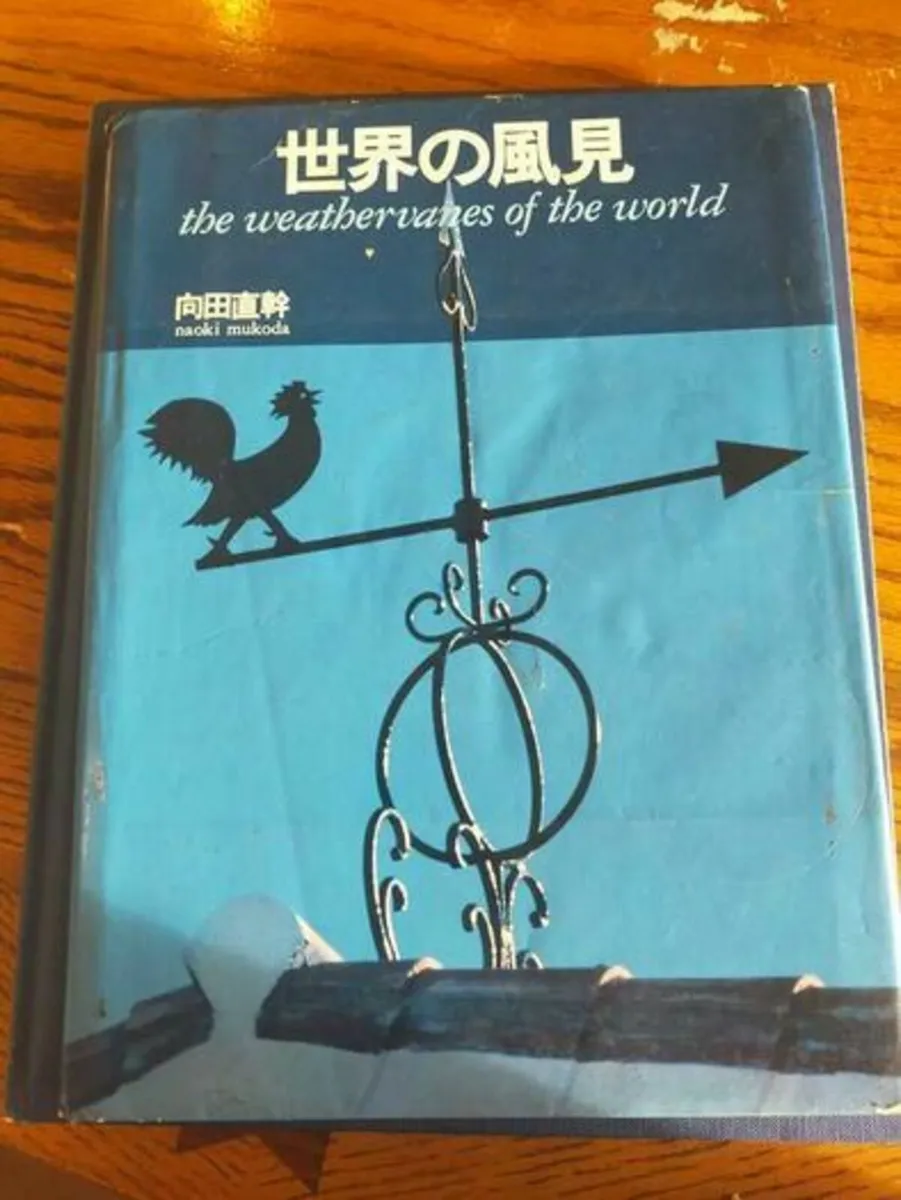 世界の風見
the weathervanes of the world
向田直幹
naoki mukoda